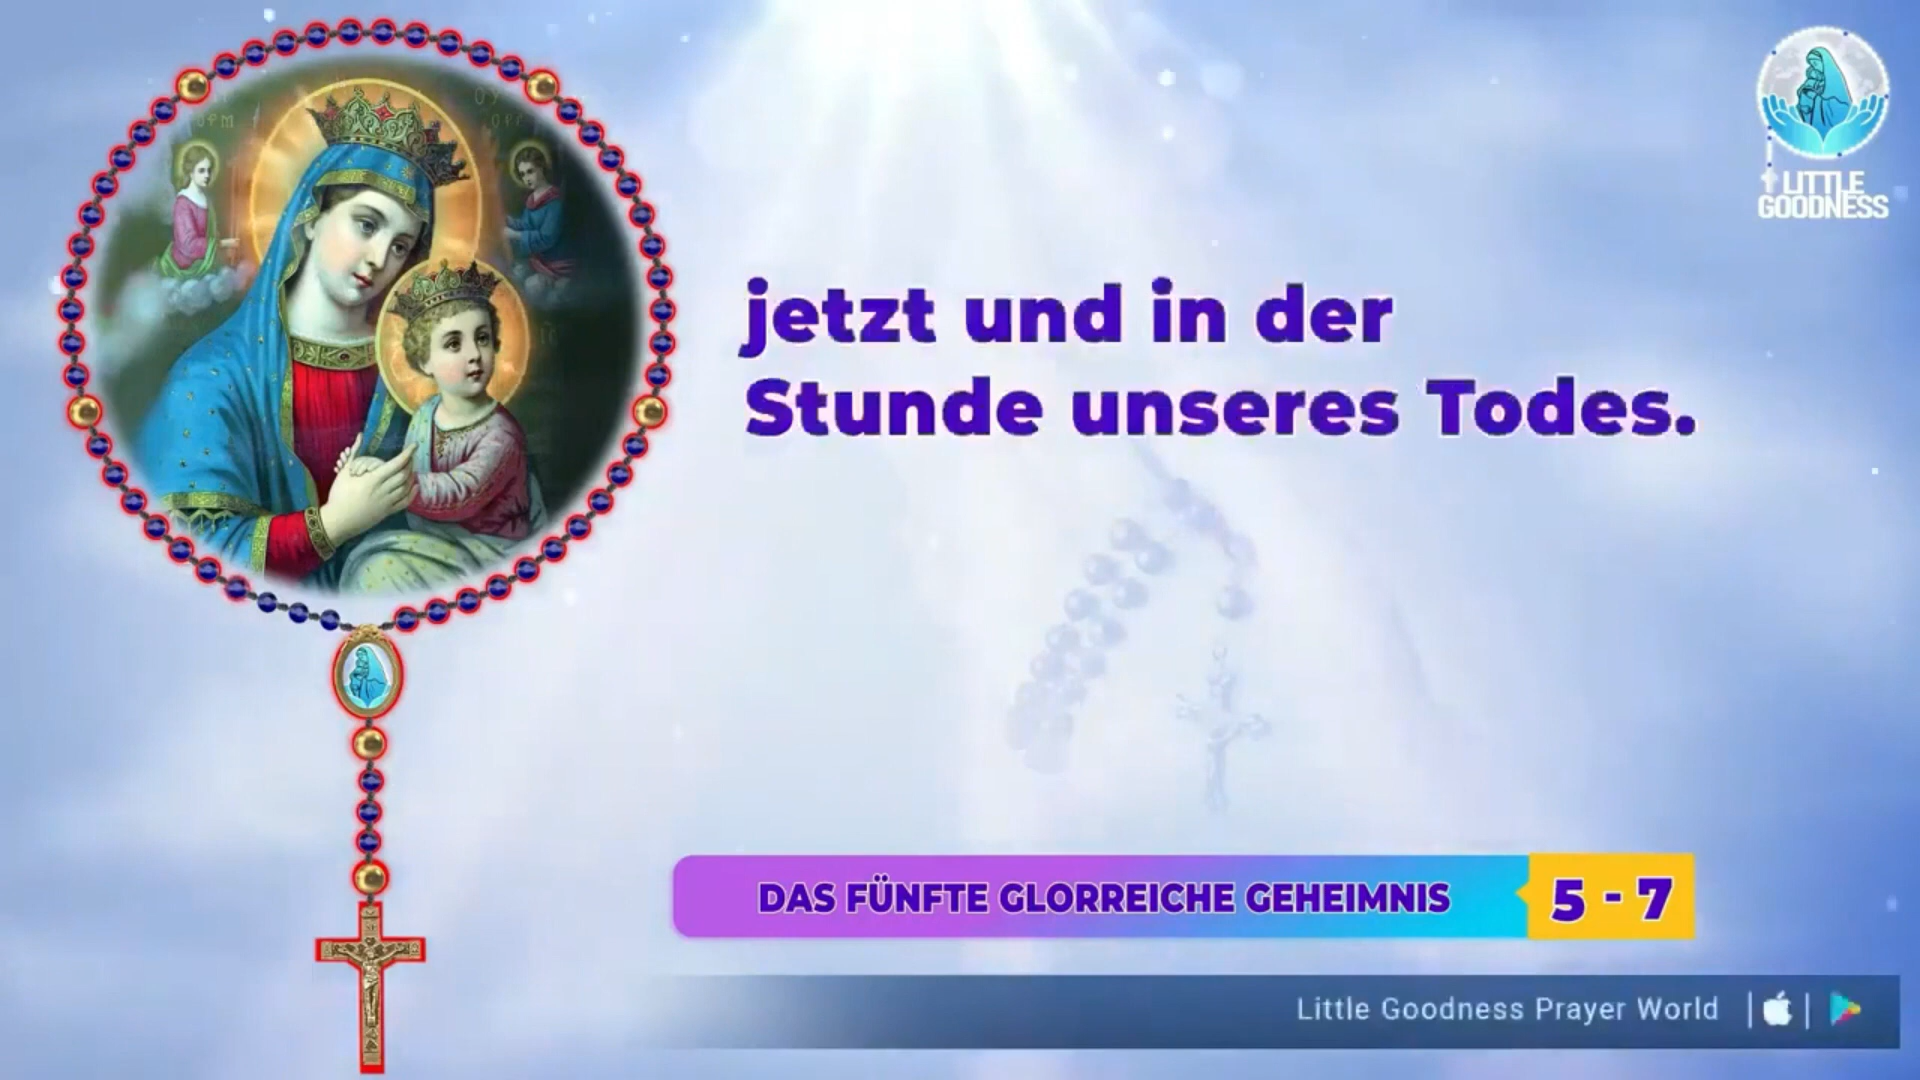 LITTLE
GOODNESS
jetzt und in der
Stunde unseres Todes.
DAS FÜNFTE GLORREICHE GEHEIMNIS
5 - 7
Little Goodness Prayer World